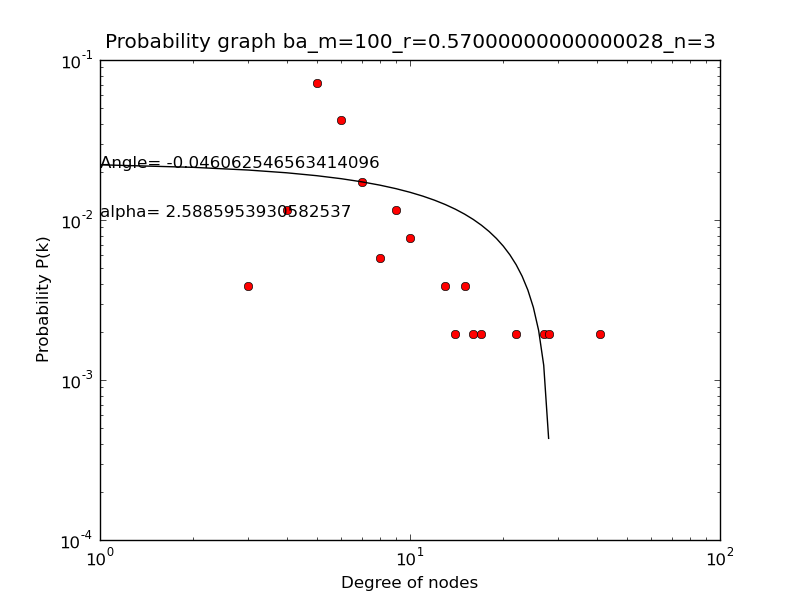 Probability graph ba_m=100_r=0.57000000000000028_n=3
10^-1
Angle= -0.046062546563414096
alpha= 2.5885953930582537
10^-2
Probability P(k)
10^-3
10^-4
10^0 10^1 10^2
Degree of nodes